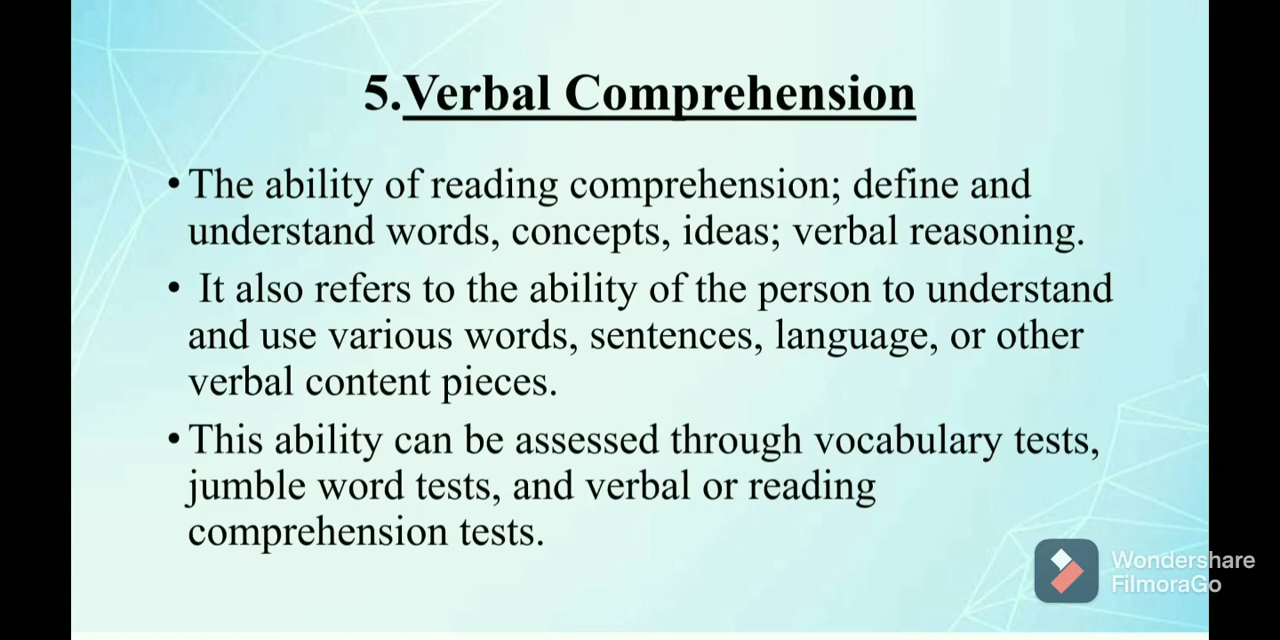 5.Verbal Comprehension
•The ability of reading comprehension; define and
understand words, concepts, ideas; verbal reasoning.
• It also refers to the ability of the person to understand
and use various words, sentences, language, or other
verbal content pieces.
•This ability can be assessed through vocabulary tests,
jumble word tests, and verbal or reading
comprehension tests.
Wondershare
FilmoraGo